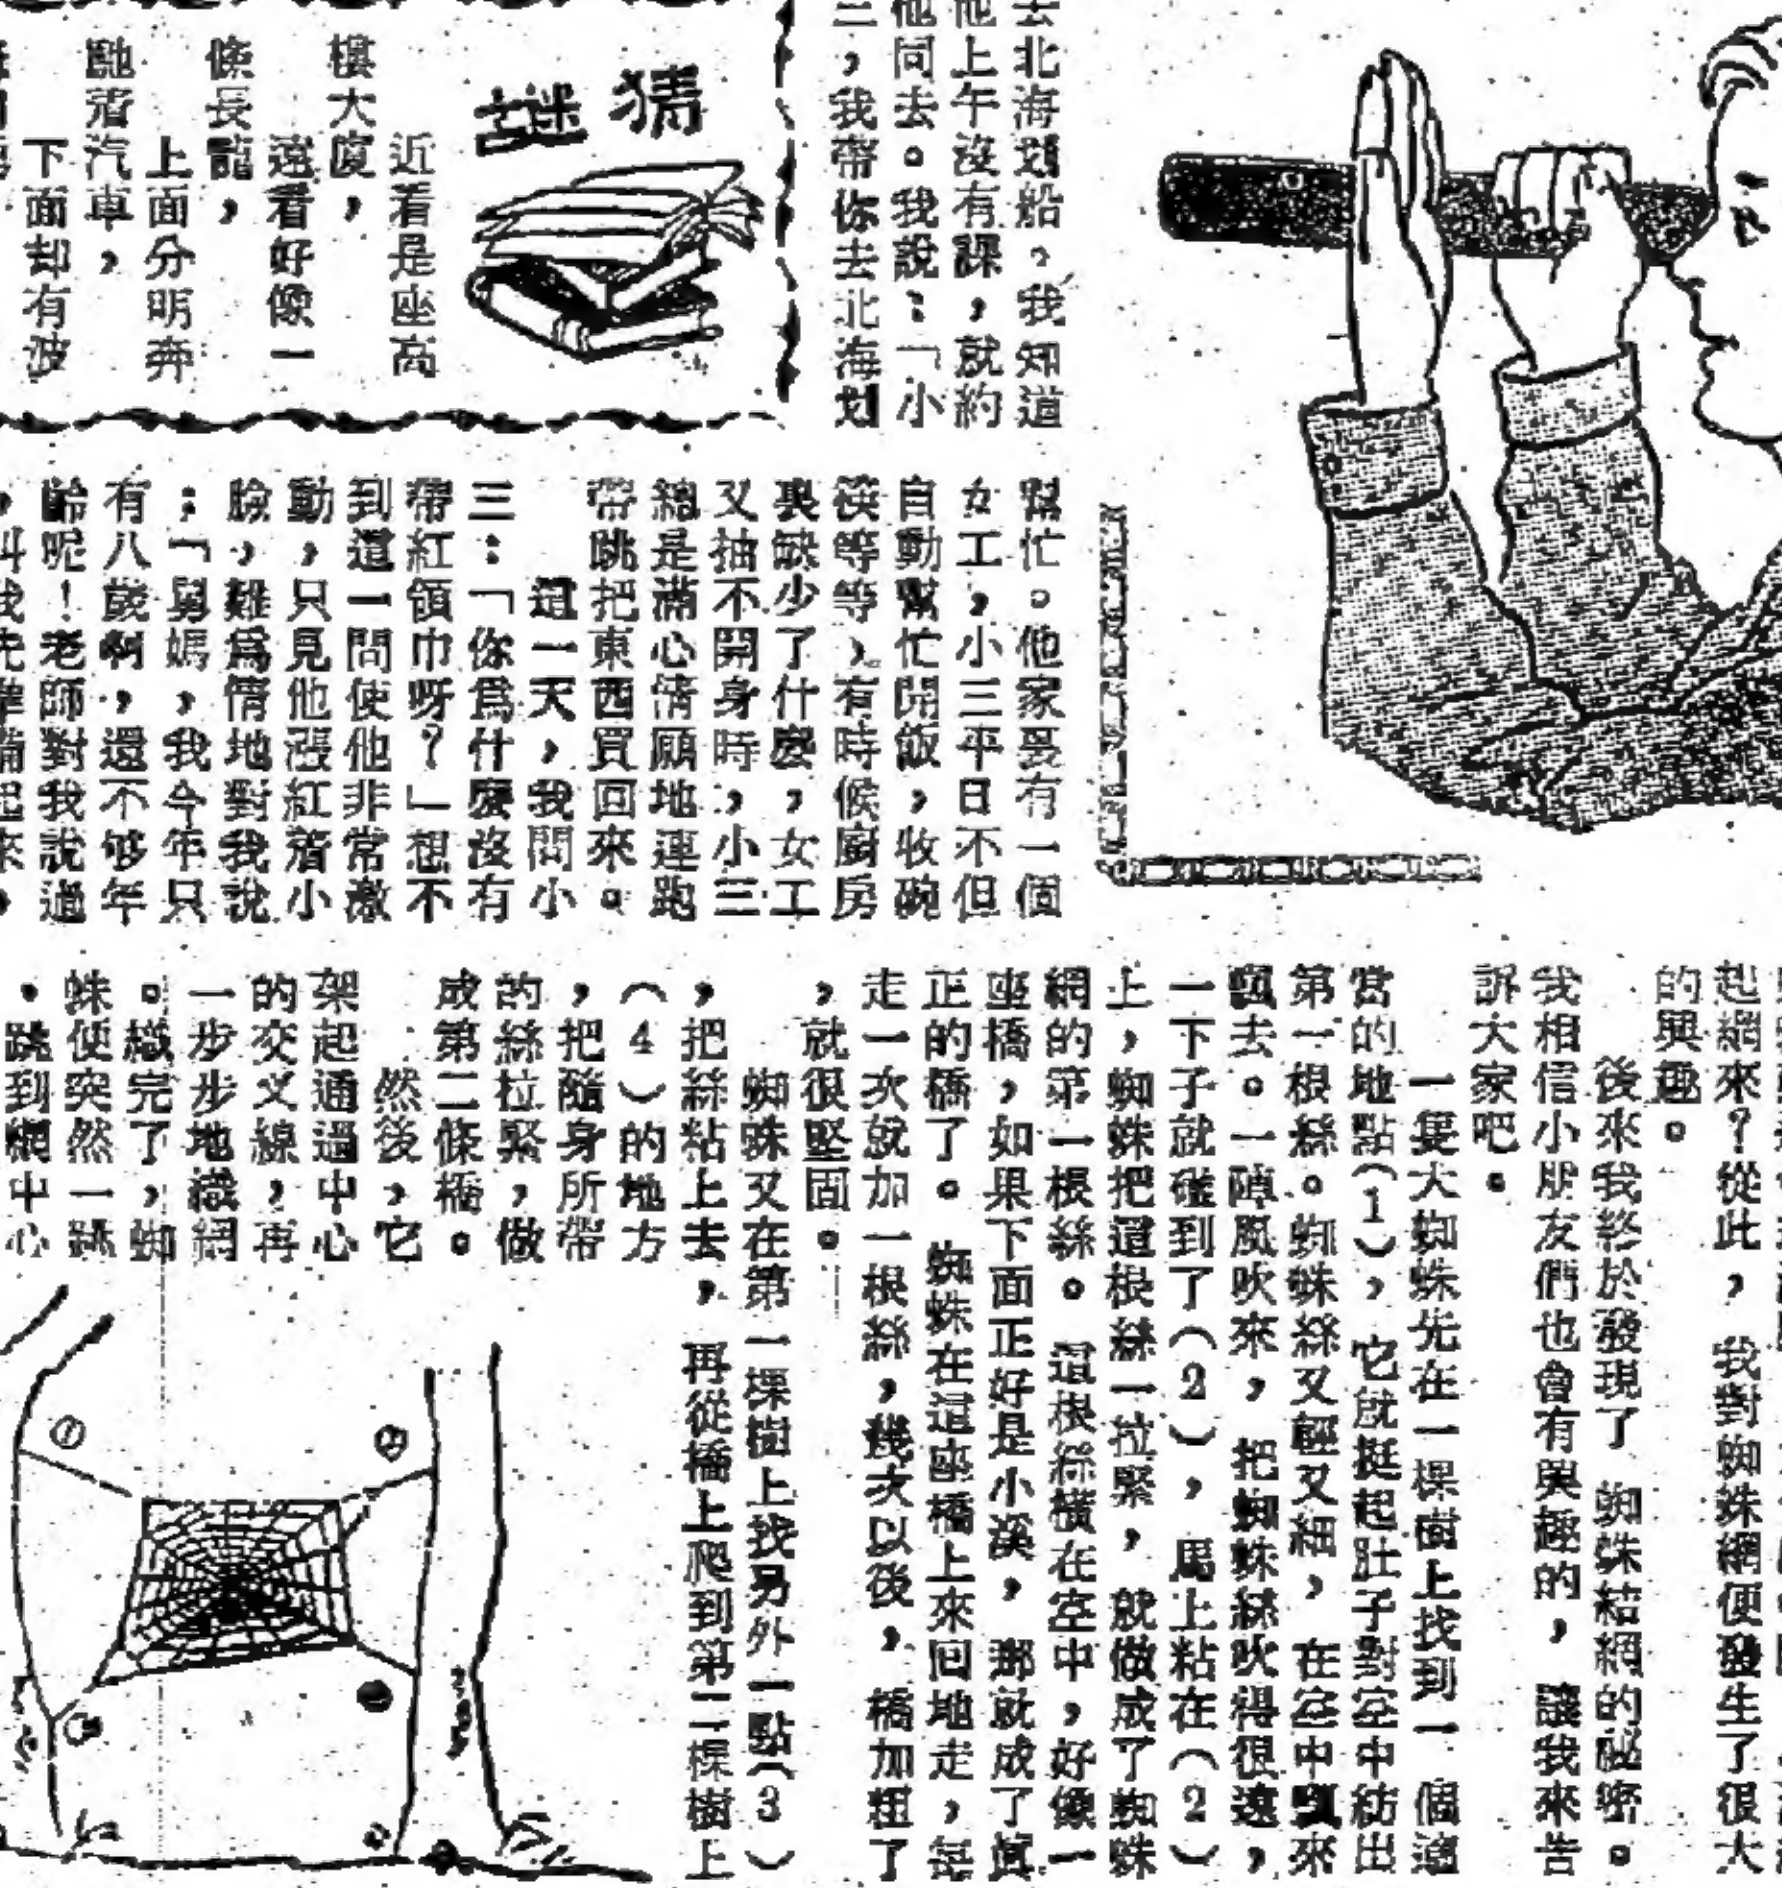 去北海划船,我知道
他上午沒有課,就約
他同去。我說:「小
三,我帶你去北海划
猜謎
近看是座高
樓大廈,
遠看好像一
條長龍,
上面分明奔
馳着汽車,
下面却有波
幫忙。他家裏有一個
女工,小三平日不但
自動幫忙開飯,收碗
筷等等,有時候廚房
裏缺少了什麼,女工
又抽不開身時,小三
總是滿心情願地連跑
帶跳把東西買回來。
這一天,我問小
三:「你爲什麼沒有
帶紅領巾呀?」想不
到這一問使他非常激
動,只見他漲紅着小
臉,難爲情地對我說
:「舅媽,我今年只
有八歲啊,還不够年
齡呢!老師對我說過
,叫我先準備起來,
起網來?從此,我對蜘蛛網便發生了很大
的興趣。
後來我終於發現了蜘蛛結網的秘密。
我相信小朋友們也會有興趣的,讓我來告
訴大家吧。
一隻大蜘蛛先在一棵樹上找到一個適
當的地點(1),它就挺起肚子對空中紡出
第一根絲。蜘蛛絲又輕又細,在空中飄來
飄去。一陣風吹來,把蜘蛛絲吹得很遠,
一下子就碰到了(2),馬上粘在(2)
上,蜘蛛把這根絲一拉緊,就做成了蜘蛛
網的第一根絲。這根絲橫在空中,好像一
座橋,如果下面正好是小溪,那就成了眞
正的橋了。蜘蛛在這座橋上來回地走,每
走一次就加一根絲,幾次以後,橋加粗了
,就很堅固。
蜘蛛又在第一棵樹上找另外一點(3)
,把絲粘上去,再從橋上爬到第二棵樹上
(4)的地方
,把隨身所帶
的絲拉緊,做
成第二條橋。
然後,它
架起通過中心
的交叉線,再
一步步地織網
。織完了,蜘
蛛便突然一跳
,跳到網中心
①
②